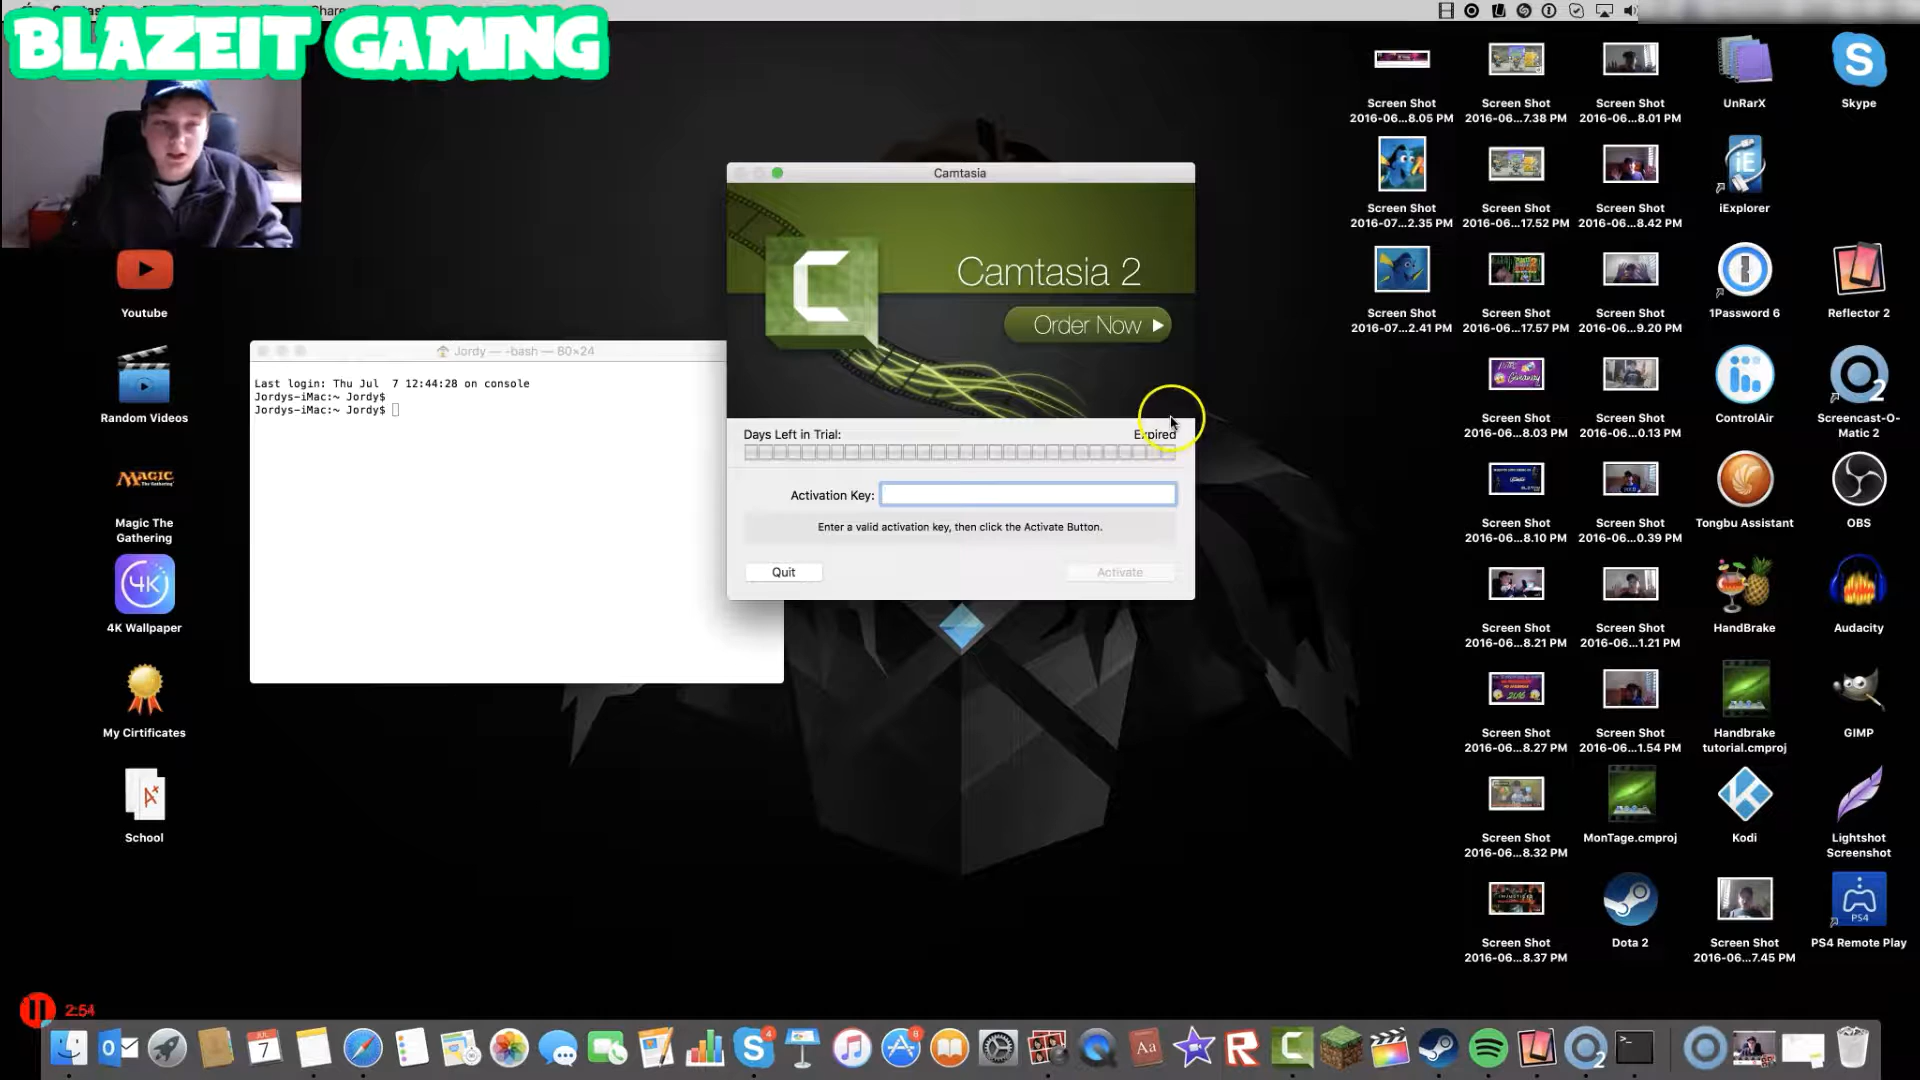 Share
BLAZEIT GAMING
Youtube
Random Videos
MAGIC
Magic The
Gathering
4K
4K Wallpaper
My Cirtificates
A+
School
Jordy — -bash — 80×24
Last login: Thu Jul  7 12:44:28 on console
Jordys-iMac:~ Jordy$
Jordys-iMac:~ Jordy$
Camtasia
Camtasia 2
Order Now
Days Left in Trial:
Expired
Activation Key:
Enter a valid activation key, then click the Activate Button.
Quit
Activate
Screen Shot
2016-06...8.05 PM
Screen Shot
2016-06...7.38 PM
Screen Shot
2016-06...8.01 PM
UnRarX
Skype
Screen Shot
2016-07...2.35 PM
Screen Shot
2016-06...17.52 PM
Screen Shot
2016-06...8.42 PM
iE
iExplorer
Screen Shot
2016-07...2.41 PM
Screen Shot
2016-06...17.57 PM
Screen Shot
2016-06...9.20 PM
1Password 6
Reflector 2
Screen Shot
2016-06...8.03 PM
Screen Shot
2016-06...0.13 PM
ControlAir
Screencast-O-
Matic 2
Screen Shot
2016-06...8.10 PM
Screen Shot
2016-06...0.39 PM
Tongbu Assistant
OBS
Screen Shot
2016-06...8.21 PM
Screen Shot
2016-06...1.21 PM
HandBrake
Audacity
Screen Shot
2016-06...8.27 PM
Screen Shot
2016-06...1.54 PM
Handbrake
tutorial.cmproj
GIMP
Screen Shot
2016-06...8.32 PM
MonTage.cmproj
Kodi
Lightshot
Screenshot
Screen Shot
2016-06...8.37 PM
Dota 2
Screen Shot
2016-06...7.45 PM
PS4
PS4 Remote Play
2:54
JUL
7
4
8
Aa
2